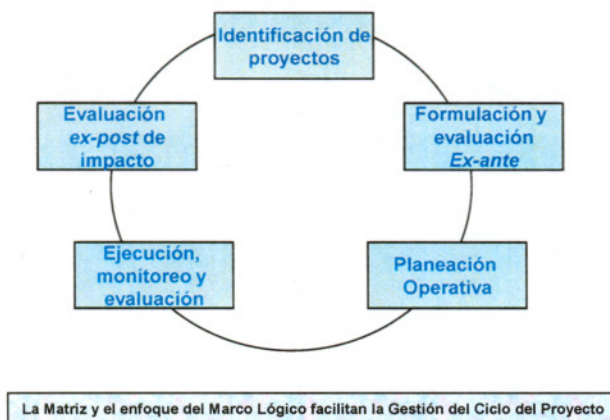 Identificación de
proyectos
Formulación y
evaluación
Ex-ante
Planeación
Operativa
Ejecución,
monitoreo y
evaluación
Evaluación
ex-post de
impacto
La Matriz y el enfoque del Marco Lógico facilitan la Gestión del Ciclo del Proyecto